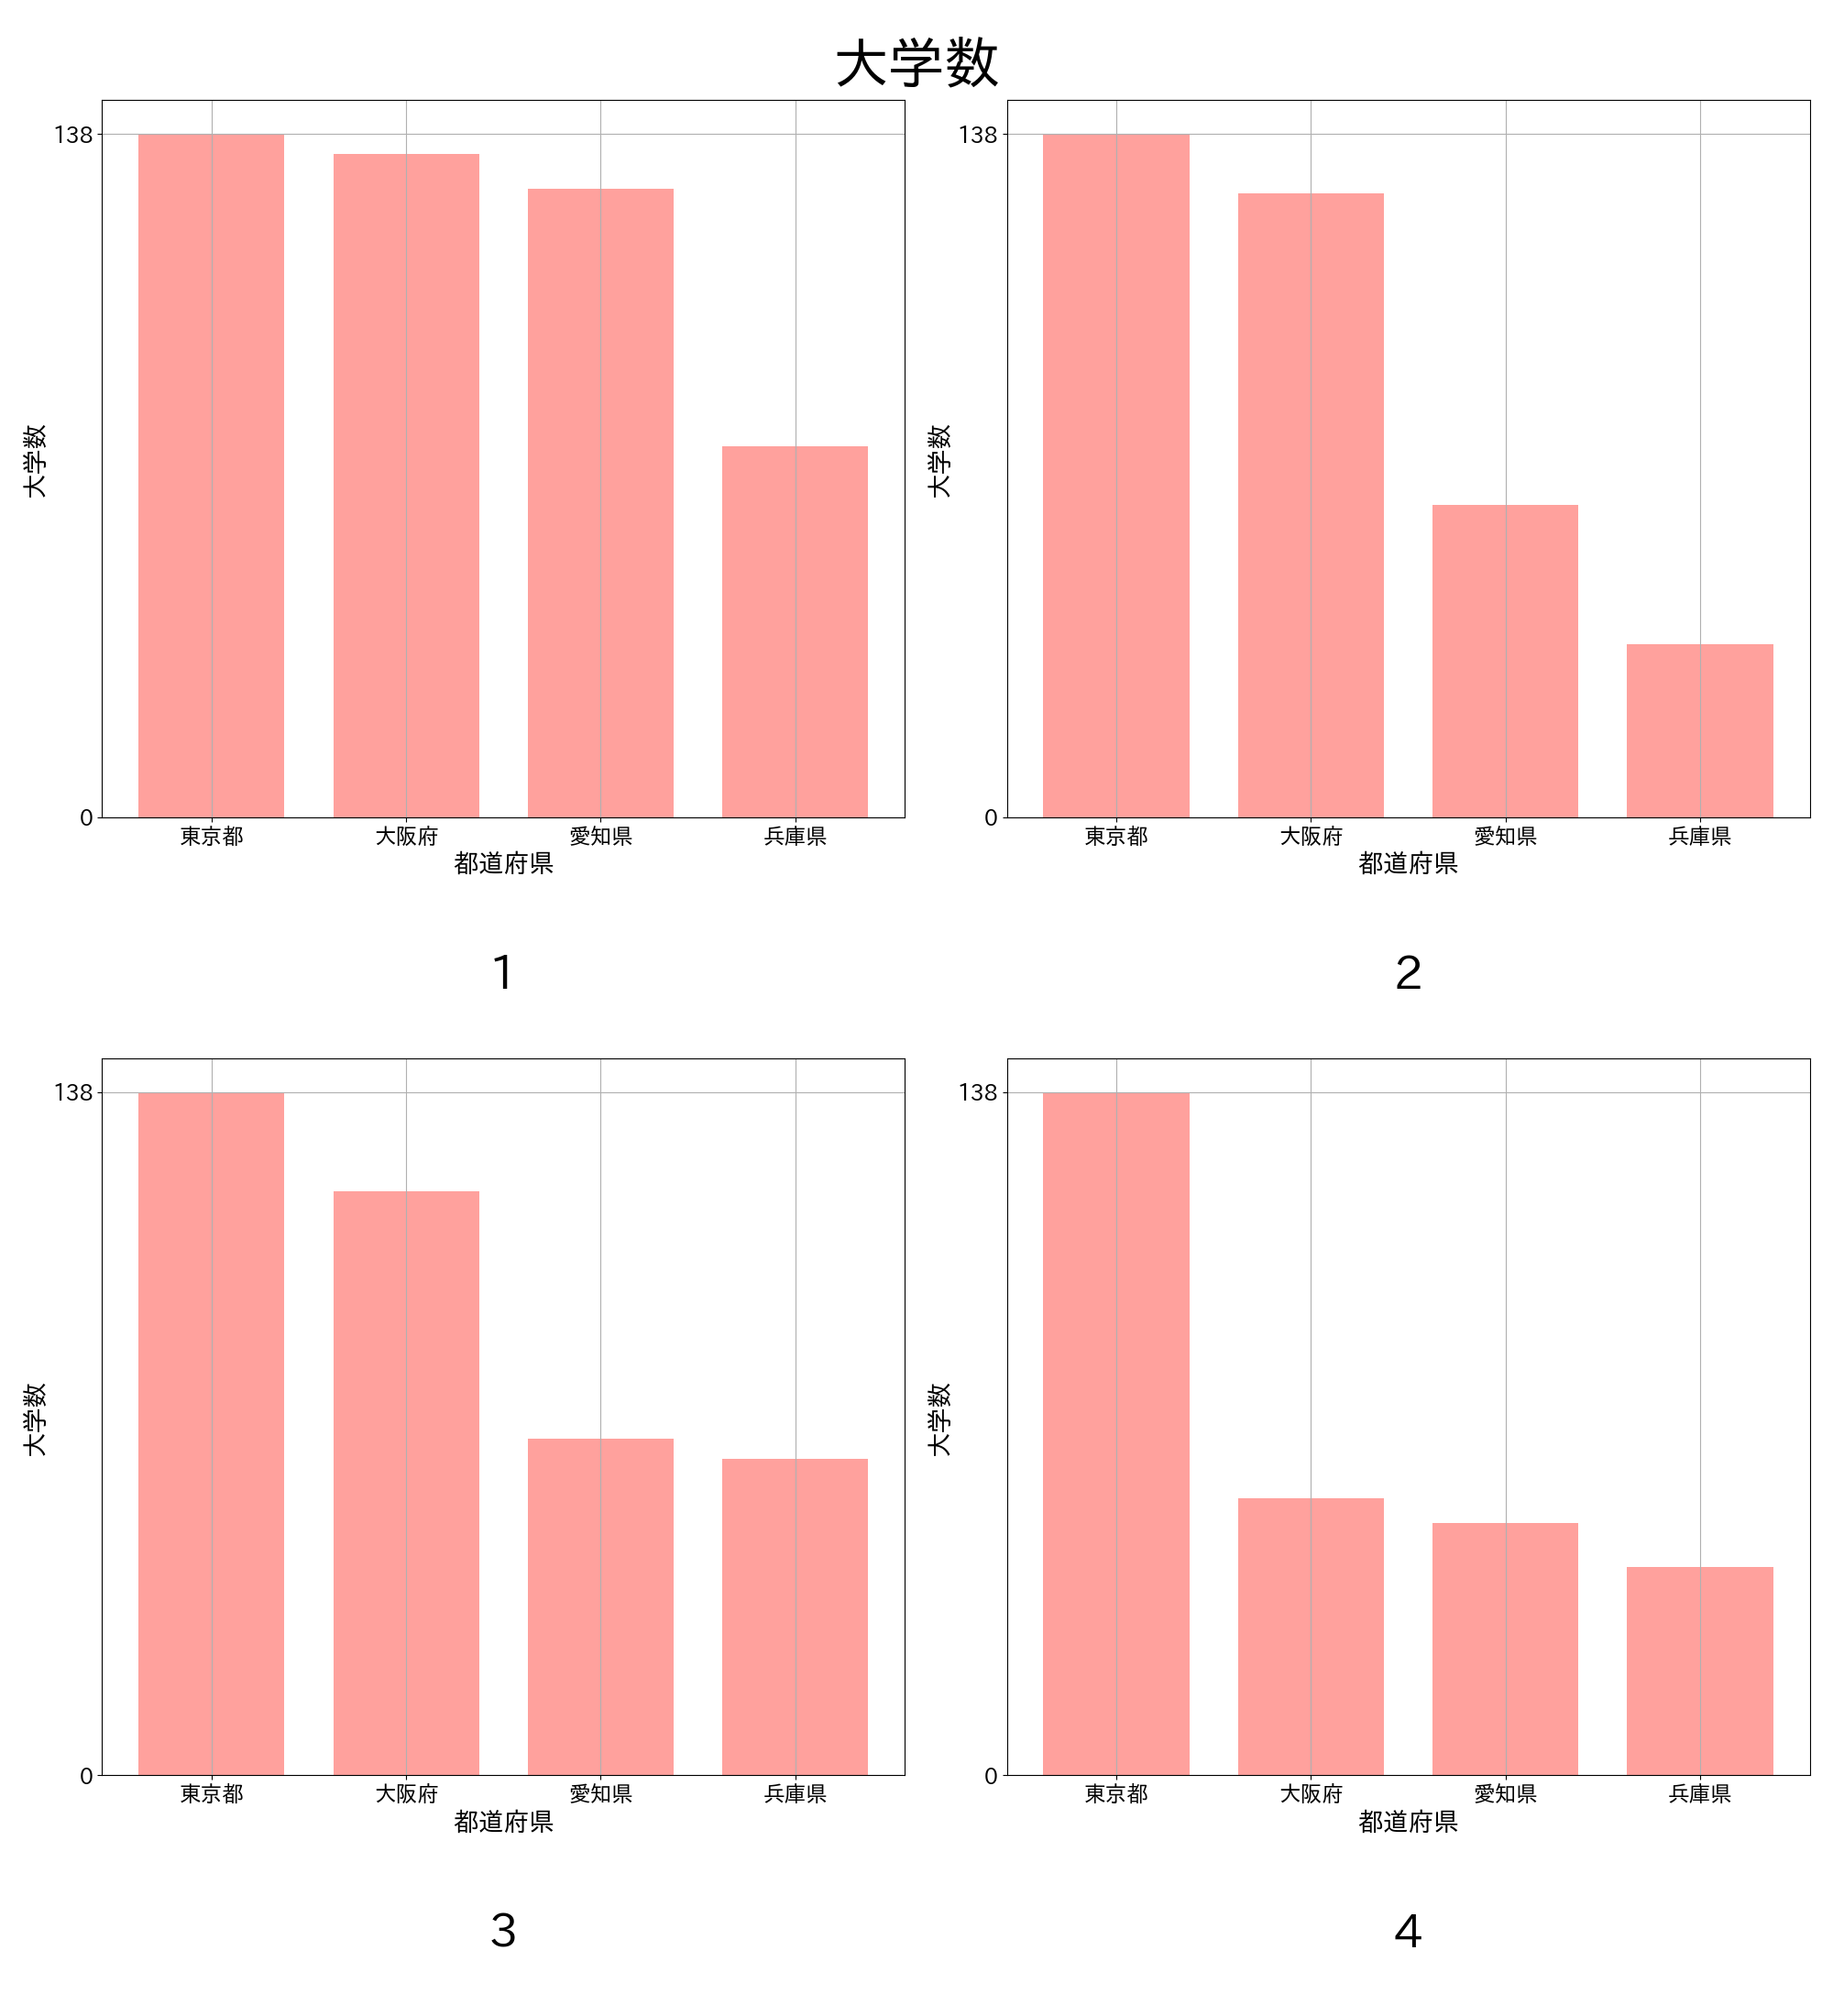 大学数
138
0
大学数
東京都 大阪府 愛知県 兵庫県
都道府県
1
138
0
大学数
東京都 大阪府 愛知県 兵庫県
都道府県
2
138
0
大学数
東京都 大阪府 愛知県 兵庫県
都道府県
3
138
0
大学数
東京都 大阪府 愛知県 兵庫県
都道府県
4